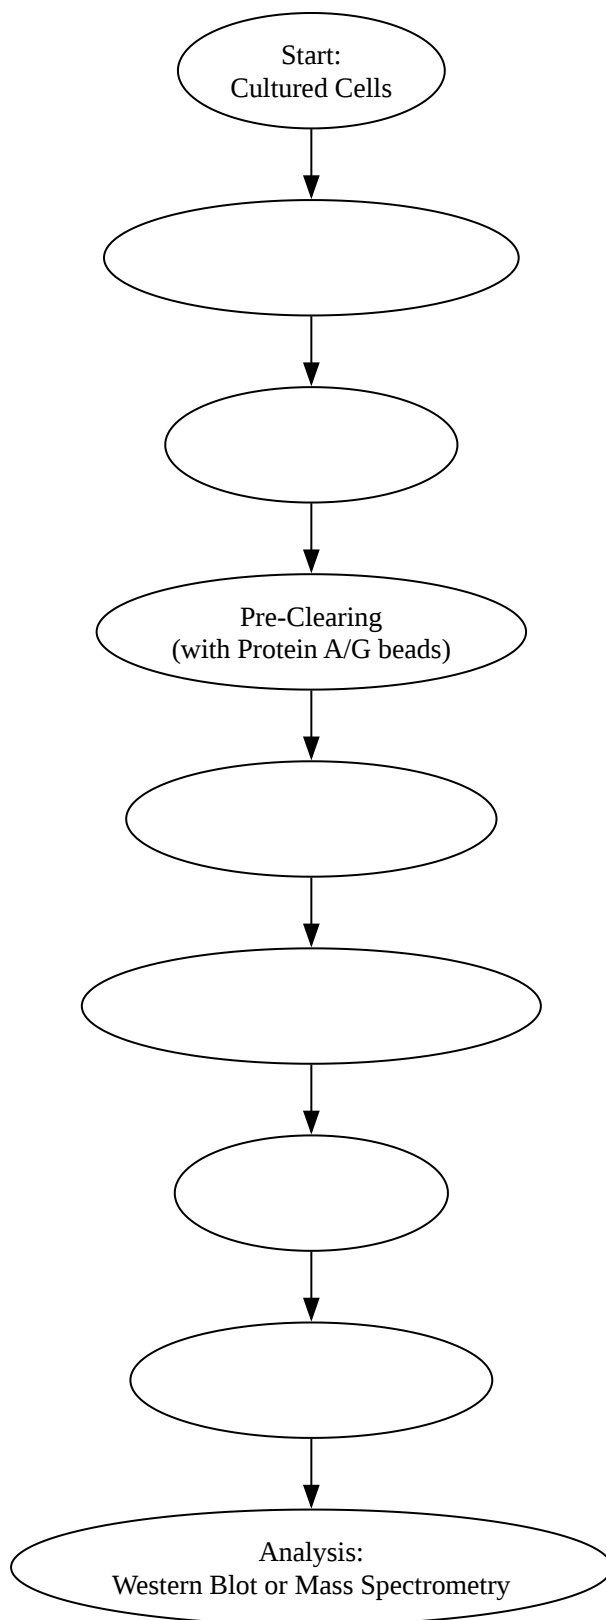 Start:
Cultured Cells
Pre-Clearing
(with Protein A/G beads)
Analysis:
Western Blot or Mass Spectrometry